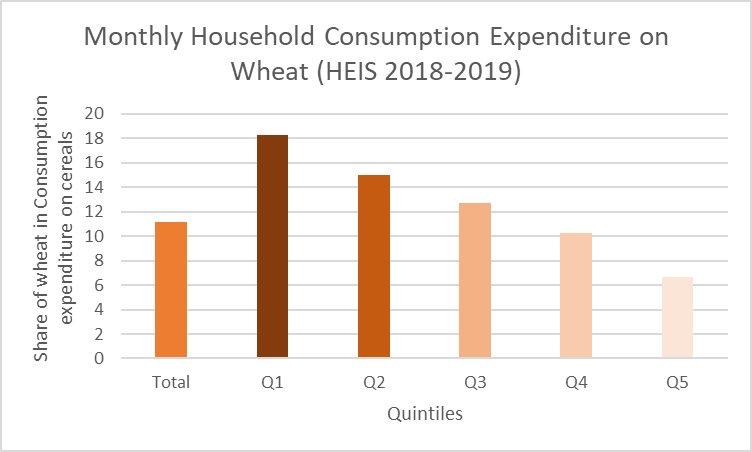 Monthly Household Consumption Expenditure on
Wheat (HEIS 2018-2019)
Share of wheat in Consumption
expenditure on cereals
20
18
16
14
12
10
8
6
4
2
0
Total Q1 Q2 Q3 Q4 Q5
Quintiles